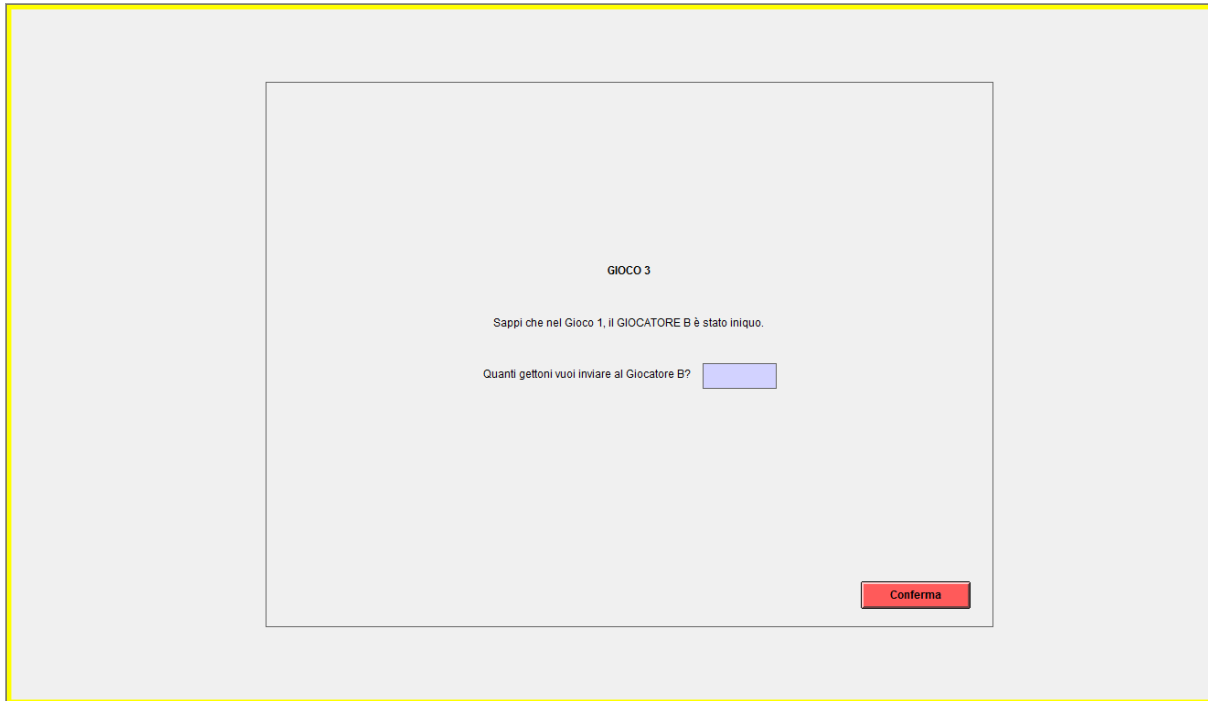 GIOCO 3
Sappi che nel Gioco 1, il GIOCATORE B è stato iniquo.
Quanti gettoni vuoi inviare al Giocatore B?
Conferma